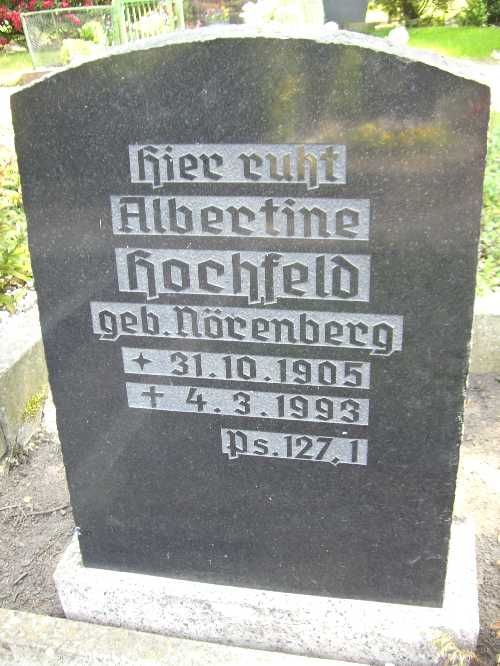 Hier ruht
Albertine
Hochfeld
geb. Nörenberg
✦ 31.10.1905
✝ 4.3.1993
Ps. 127,1